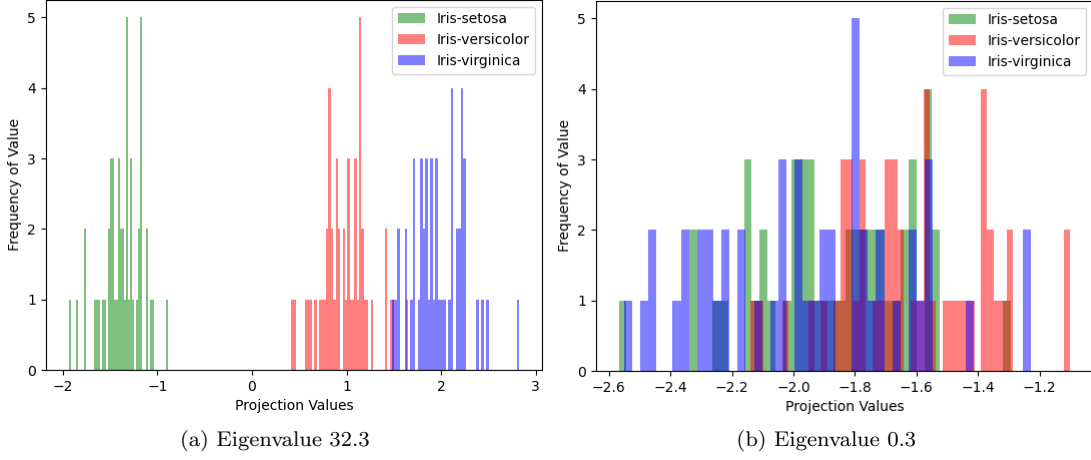 Iris-setosa
Iris-versicolor
Iris-virginica
5
4
3
2
1
0
Frequency of Value
−2
−1
0
1
2
3
Projection Values
(a) Eigenvalue 32.3
Iris-setosa
Iris-versicolor
Iris-virginica
5
4
3
2
1
0
Frequency of Value
−2.6
−2.4
−2.2
−2.0
−1.8
−1.6
−1.4
−1.2
Projection Values
(b) Eigenvalue 0.3